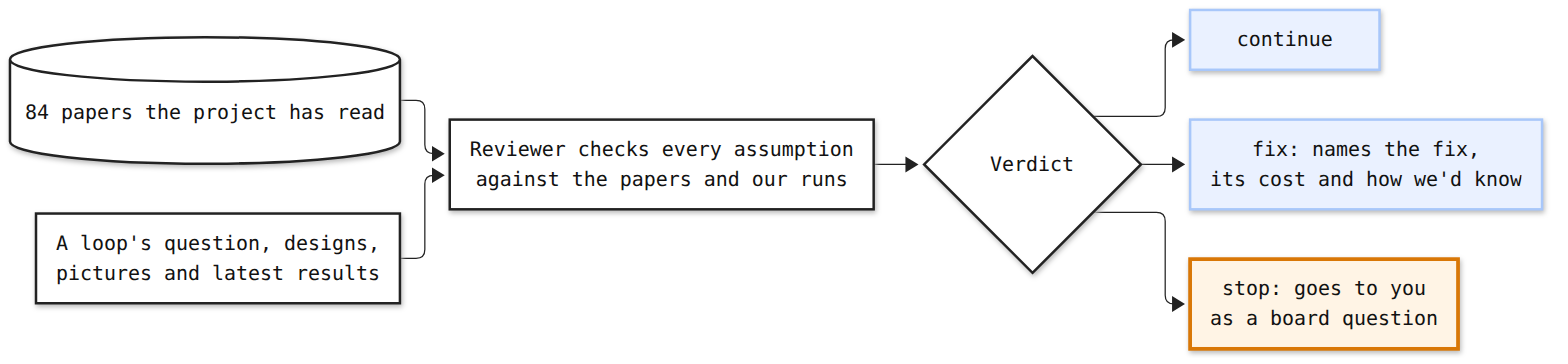 84 papers the project has read
A loop's question, designs,
pictures and latest results
Reviewer checks every assumption
against the papers and our runs
Verdict
continue
fix: names the fix,
its cost and how we'd know
stop: goes to you
as a board question